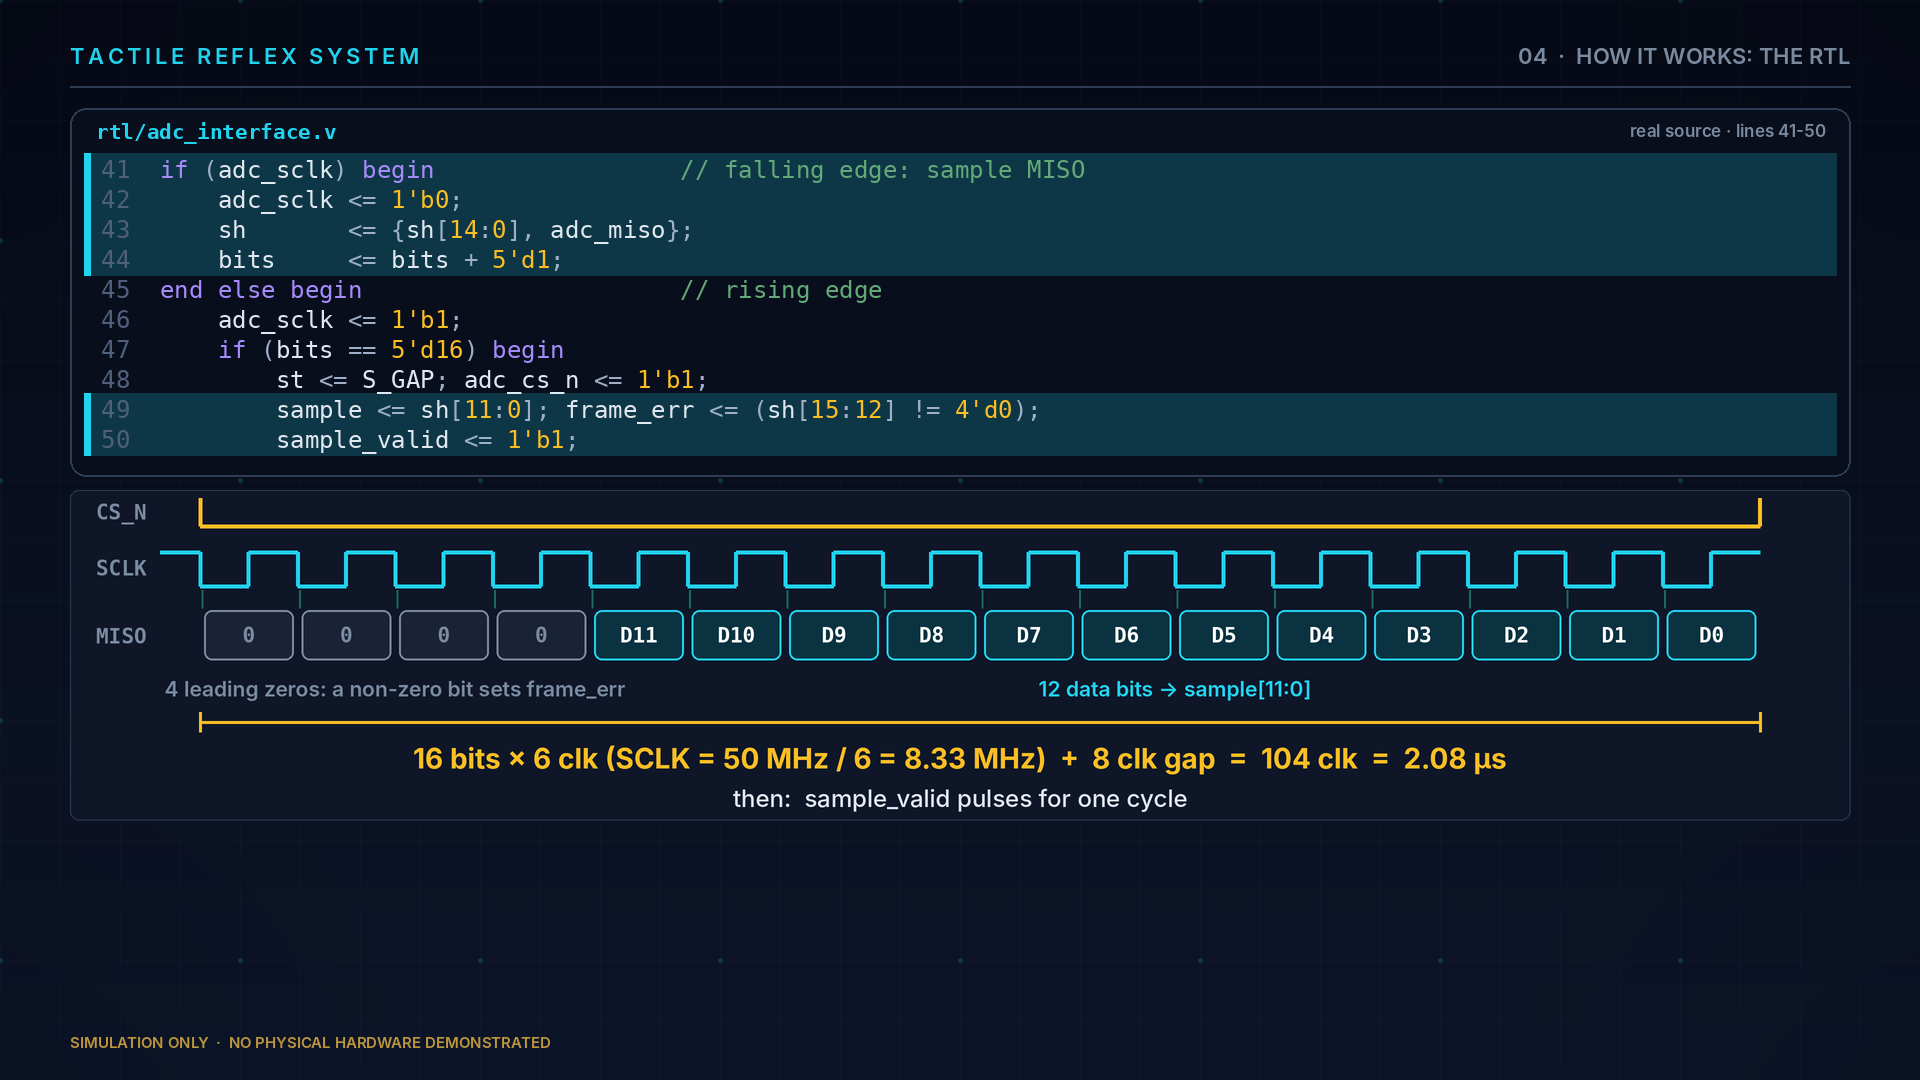 TACTILE REFLEX SYSTEM
04 · HOW IT WORKS: THE RTL
rtl/adc_interface.v
real source · lines 41-50
41 if (adc_sclk) begin // falling edge: sample MISO
42 adc_sclk <= 1'b0;
43 sh <= {sh[14:0], adc_miso};
44 bits <= bits + 5'd1;
45 end else begin // rising edge
46 adc_sclk <= 1'b1;
47 if (bits == 5'd16) begin
48 st <= S_GAP; adc_cs_n <= 1'b1;
49 sample <= sh[11:0]; frame_err <= (sh[15:12] != 4'd0);
50 sample_valid <= 1'b1;
CS_N
SCLK
MISO 0 0 0 0 D11 D10 D9 D8 D7 D6 D5 D4 D3 D2 D1 D0
4 leading zeros: a non-zero bit sets frame_err
12 data bits → sample[11:0]
16 bits × 6 clk (SCLK = 50 MHz / 6 = 8.33 MHz) + 8 clk gap = 104 clk = 2.08 µs
then: sample_valid pulses for one cycle
SIMULATION ONLY · NO PHYSICAL HARDWARE DEMONSTRATED